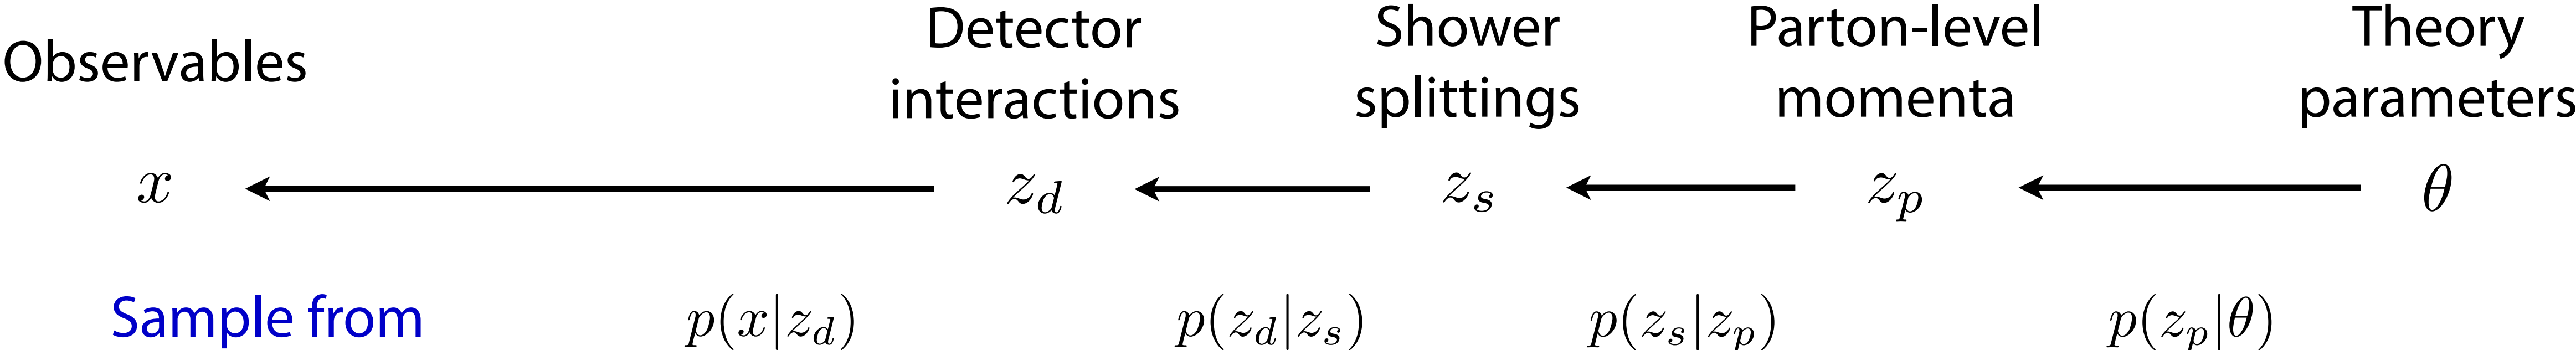 Observables
Detector
interactions
Shower
splittings
Parton-level
momenta
Theory
parameters
x z_d z_s z_p θ
Sample from p(x|z_d) p(z_d|z_s) p(z_s|z_p) p(z_p|θ)